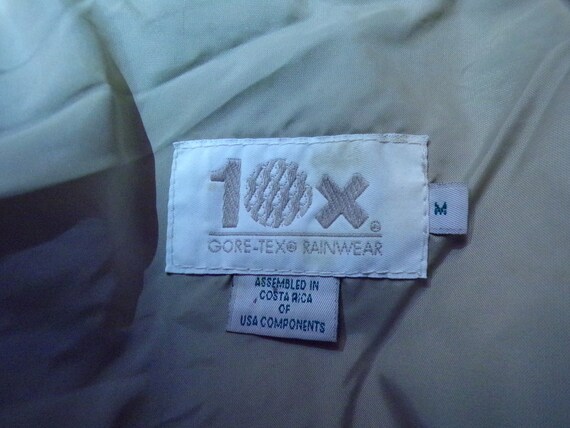 10X®
GORE-TEX® RAINWEAR
M
ASSEMBLED IN
COSTA RICA
OF
USA COMPONENTS